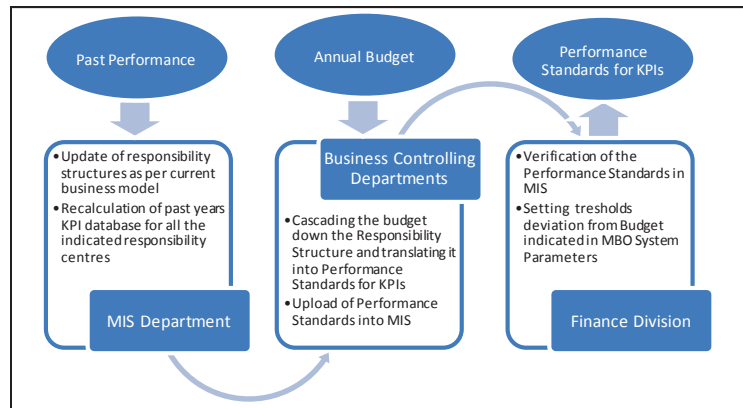 Past Performance
•Update of responsibility
structures as per current
business model
•Recalculation of past years
KPI database for all the
indicated responsibility
centres
MIS Department
Annual Budget
Business Controlling
Departments
•Cascading the budget
down the Responsibility
Structure and translating it
into Performance
Standards for KPIs
•Upload of Performance
Standards into MIS
Performance
Standards for KPIs
•Verification of the
Performance Standards in
MIS
•Setting tresholds
deviation from Budget
indicated in MBO System
Parameters
Finance Division